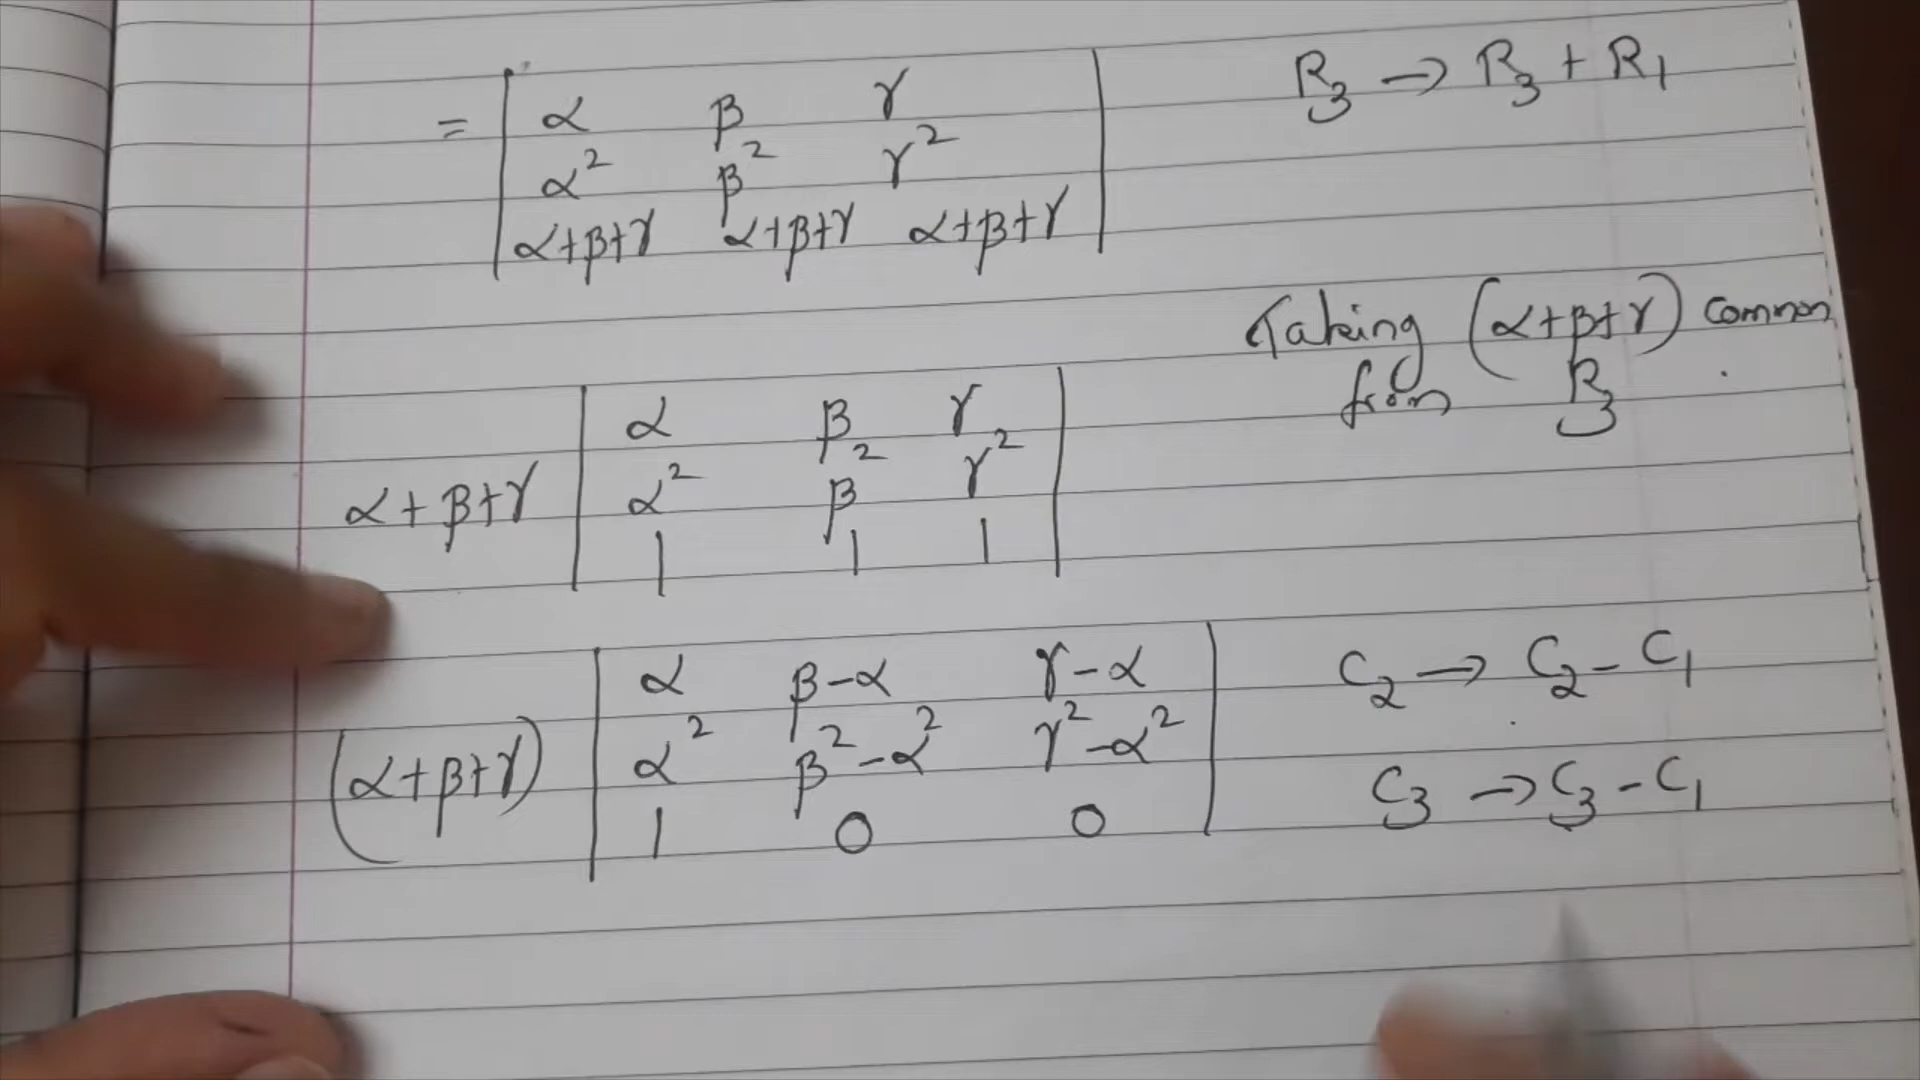 = | α β γ | R₃ → R₃ + R₁
| α² β² γ² |
| α+β+γ α+β+γ α+β+γ |
Taking (α+β+γ) common
from R₃
| α β γ |
α+β+γ | α² β² γ² |
| 1 1 1 |
| α β-α γ-α | C₂ → C₂ - C₁
(α+β+γ) | α² β²-α² γ²-α² |
| 1 0 0 | C₃ → C₃ - C₁